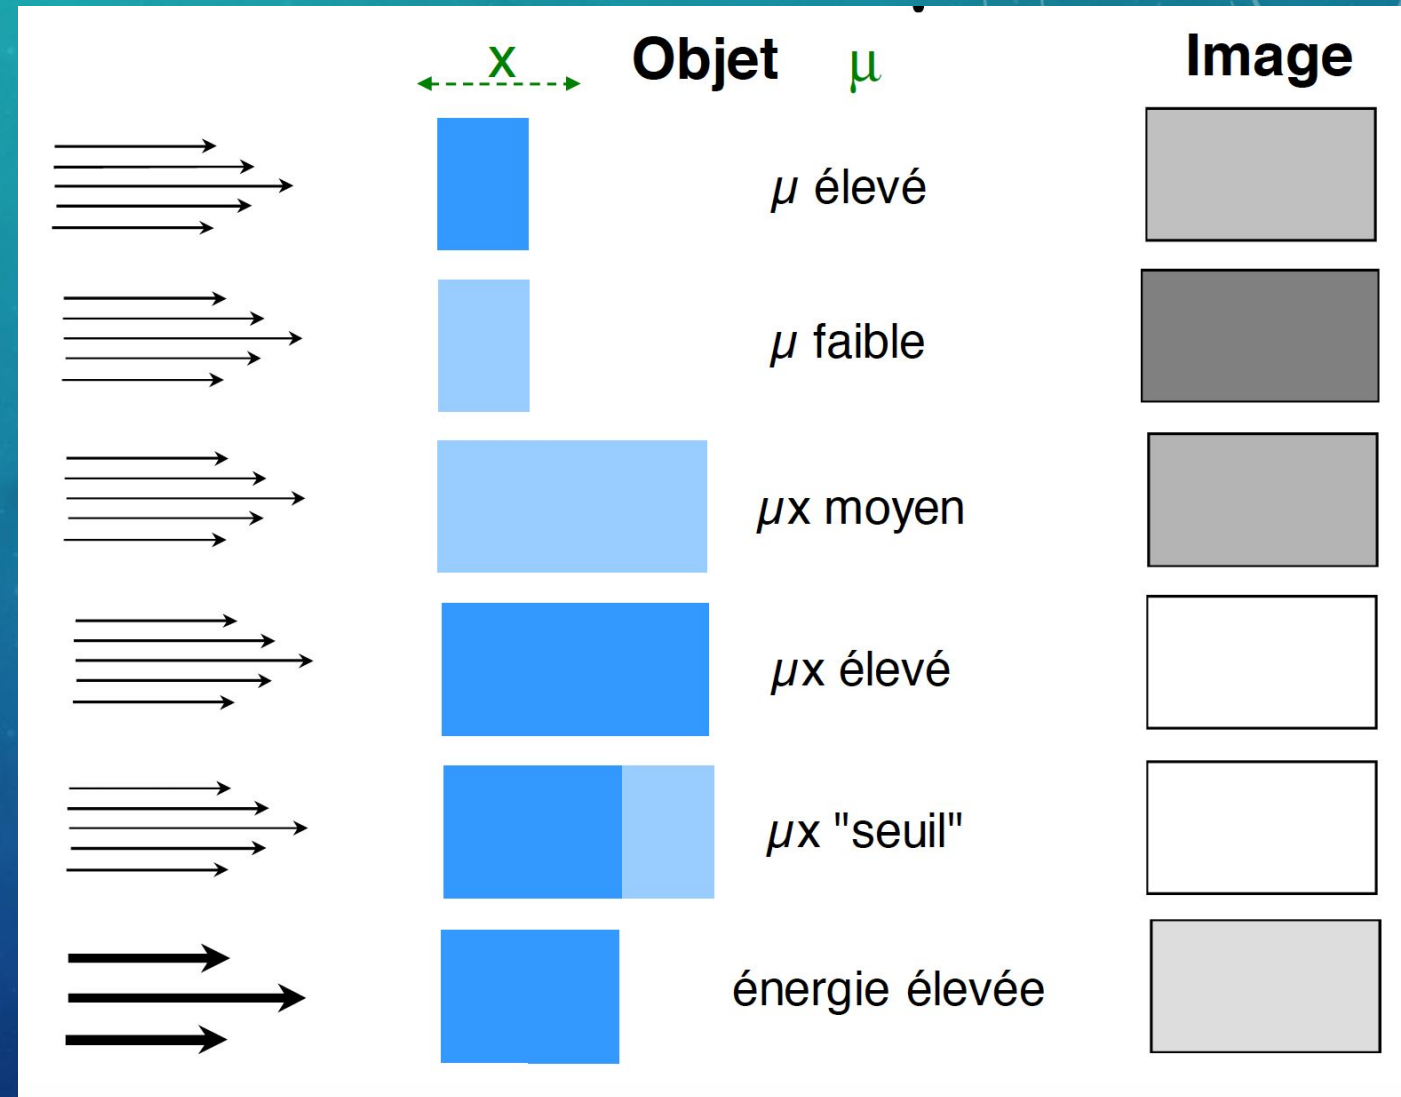 x Objet μ Image
μ élevé
μ faible
μx moyen
μx élevé
μx "seuil"
énergie élevée